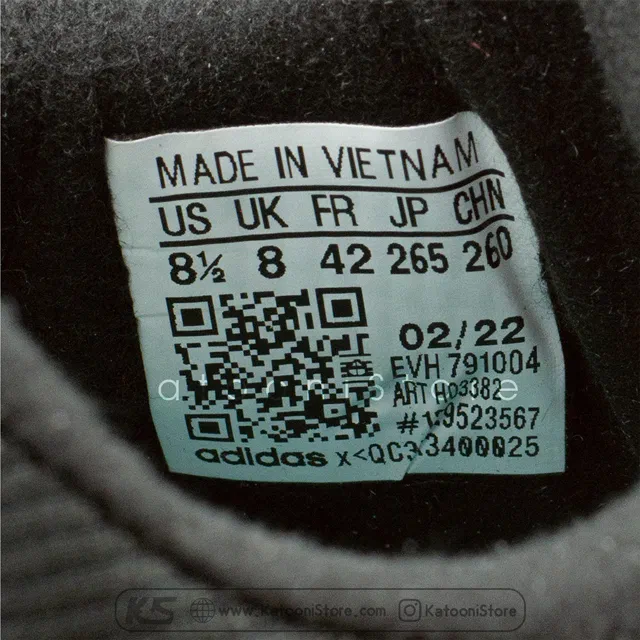 MADE IN VIETNAM
US UK FR JP CHN
8½ 8 42 265 260
02/22
EVH 791004
ART
adidas
KS www.KatooniStore.com KatooniStore